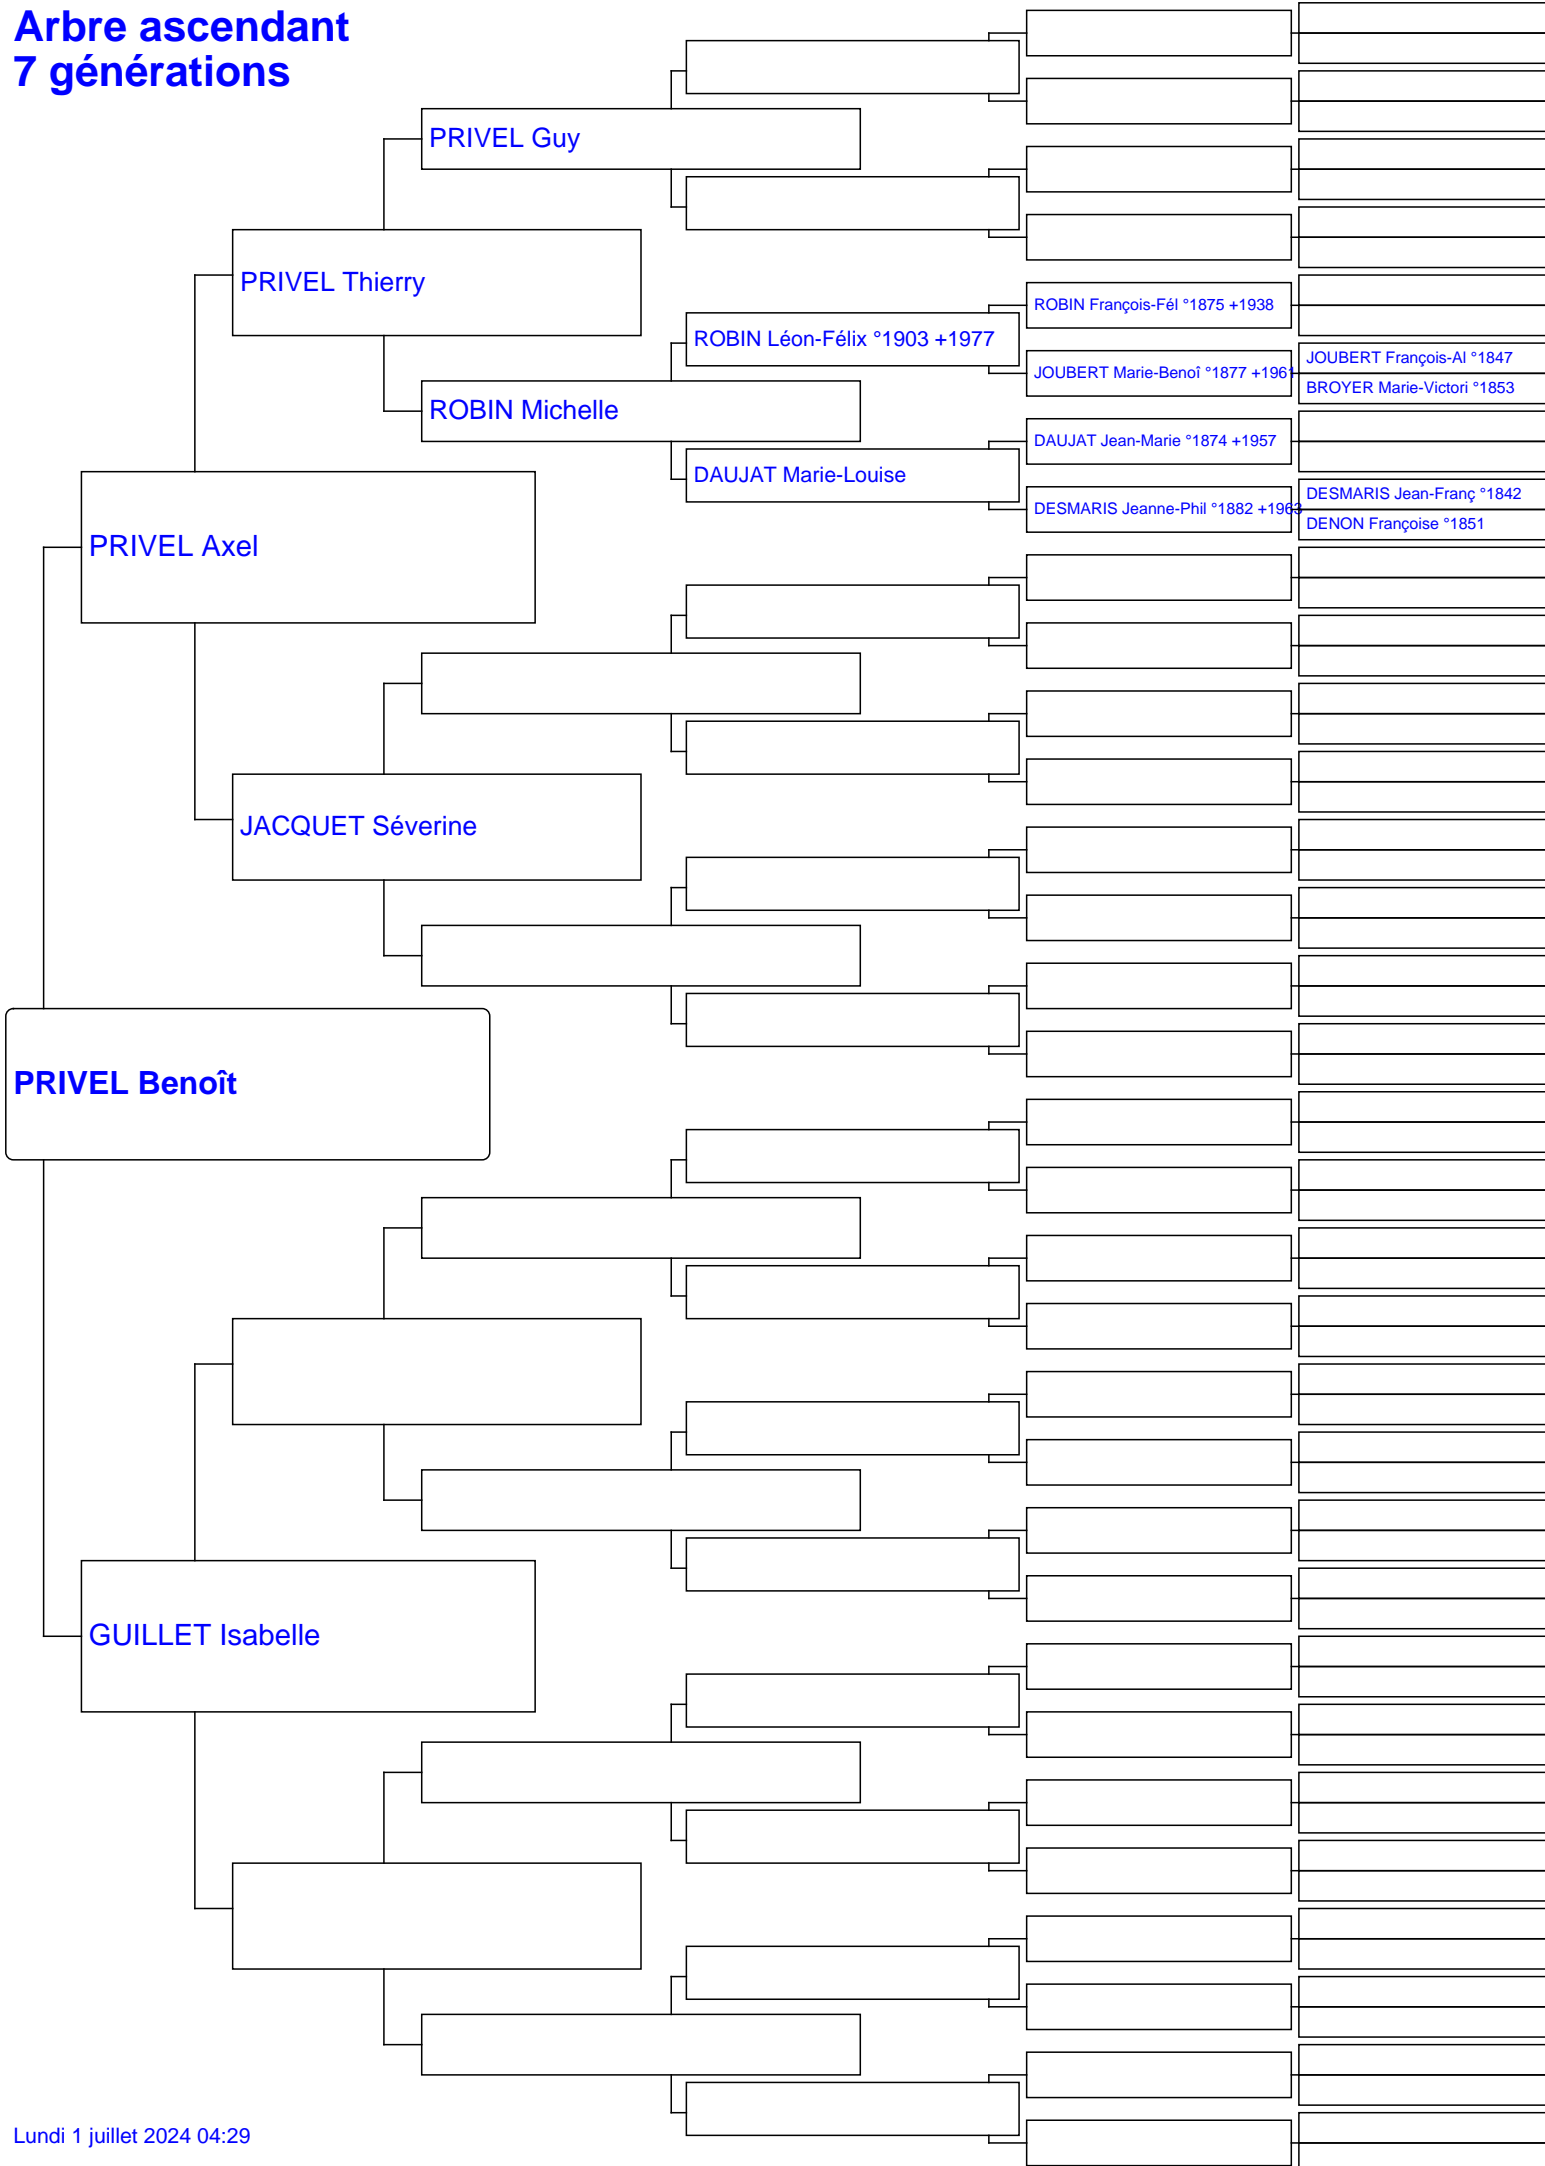 Arbre ascendant
7 générations
PRIVEL Guy
PRIVEL Thierry
ROBIN François-Fél °1875 +1938
ROBIN Léon-Félix °1903 +1977
JOUBERT François-Al °1847
JOUBERT Marie-Benoî °1877 +1961
BROYER Marie-Victori °1853
ROBIN Michelle
DAUJAT Jean-Marie °1874 +1957
DAUJAT Marie-Louise
DESMARIS Jean-Franç °1842
DESMARIS Jeanne-Phil °1882 +1963
DENON Françoise °1851
PRIVEL Axel
JACQUET Séverine
PRIVEL Benoît
GUILLET Isabelle
Lundi 1 juillet 2024 04:29